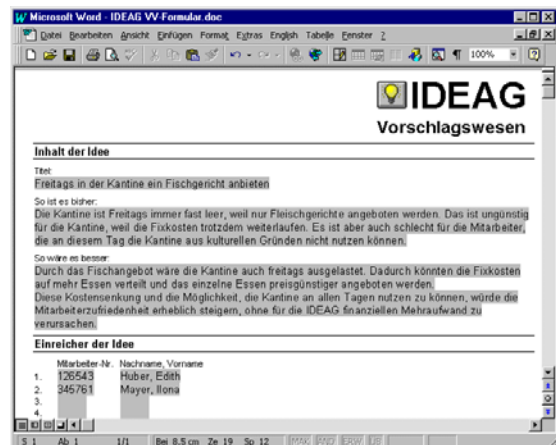 Microsoft Word - IDEAG VV-Formular.doc
Datei Bearbeiten Ansicht Einfügen Format Extras English Tabelle Fenster ?
100%
IDEAG
Vorschlagswesen
Inhalt der Idee
Titel:
Freitags in der Kantine ein Fischgericht anbieten
So ist es bisher:
Die Kantine ist Freitags immer fast leer, weil nur Fleischgerichte angeboten werden. Das ist ungünstig
für die Kantine, weil die Fixkosten trotzdem weiterlaufen. Es ist aber auch schlecht für die Mitarbeiter,
die an diesem Tag die Kantine aus kulturellen Gründen nicht nutzen können.
So wäre es besser:
Durch das Fischangebot wäre die Kantine auch freitags ausgelastet. Dadurch könnten die Fixkosten
auf mehr Essen verteilt und das einzelne Essen preisgünstiger angeboten werden.
Diese Kostensenkung und die Möglichkeit, die Kantine an allen Tagen nutzen zu können, würde die
Mitarbeiterzufriedenheit erheblich steigern, ohne für die IDEAG finanziellen Mehraufwand zu
verursachen.
Einreicher der Idee
Mitarbeiter-Nr. Nachname, Vorname
1. 126543 Huber, Edith
2. 345761 Mayer, Ilona
3.
4.
S 1 Ab 1 1/1 Bei 8,5 cm Ze 19 Sp 12 MAK ÄND ERW ÜB